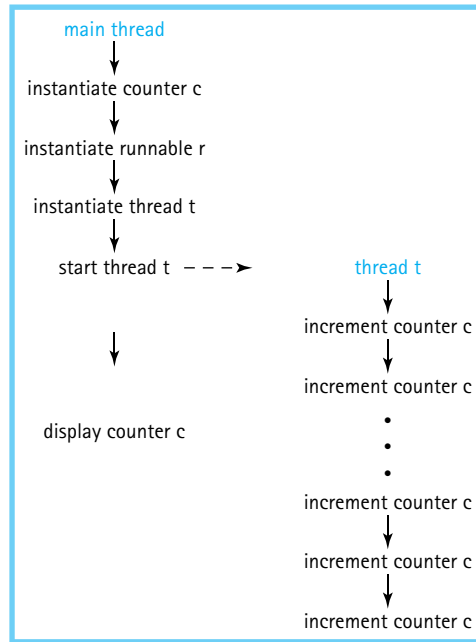 main thread
instantiate counter c
instantiate runnable r
instantiate thread t
start thread t
display counter c
thread t
increment counter c
increment counter c
increment counter c
increment counter c
increment counter c